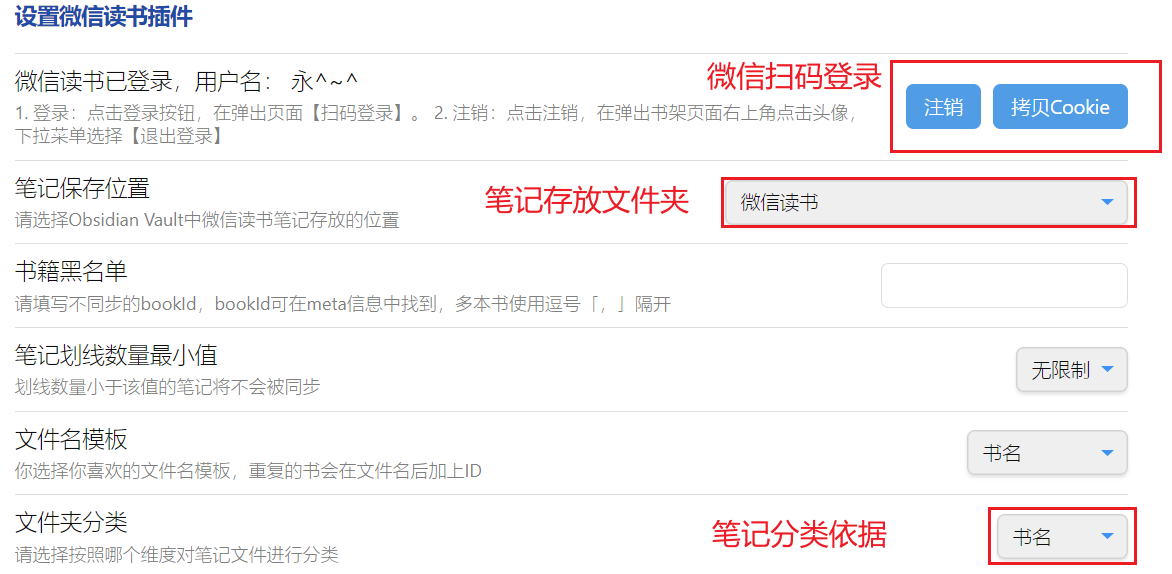 设置微信读书插件
微信读书已登录，用户名： 永^~^
微信扫码登录
注销
拷贝Cookie
1. 登录：点击登录按钮，在弹出页面【扫码登录】。 2. 注销：点击注销，在弹出书架页面右上角点击头像，
下拉菜单选择【退出登录】
笔记保存位置
请选择Obsidian Vault中微信读书笔记存放的位置
笔记存放文件夹
微信读书
书籍黑名单
请填写不同步的bookId，bookId可在meta信息中找到，多本书使用逗号「，」隔开
笔记划线数量最小值
划线数量小于该值的笔记将不会被同步
无限制
文件名模板
你选择你喜欢的文件名模板，重复的书会在文件名后加上ID
书名
文件夹分类
请选择按照哪个维度对笔记文件进行分类
笔记分类依据
书名